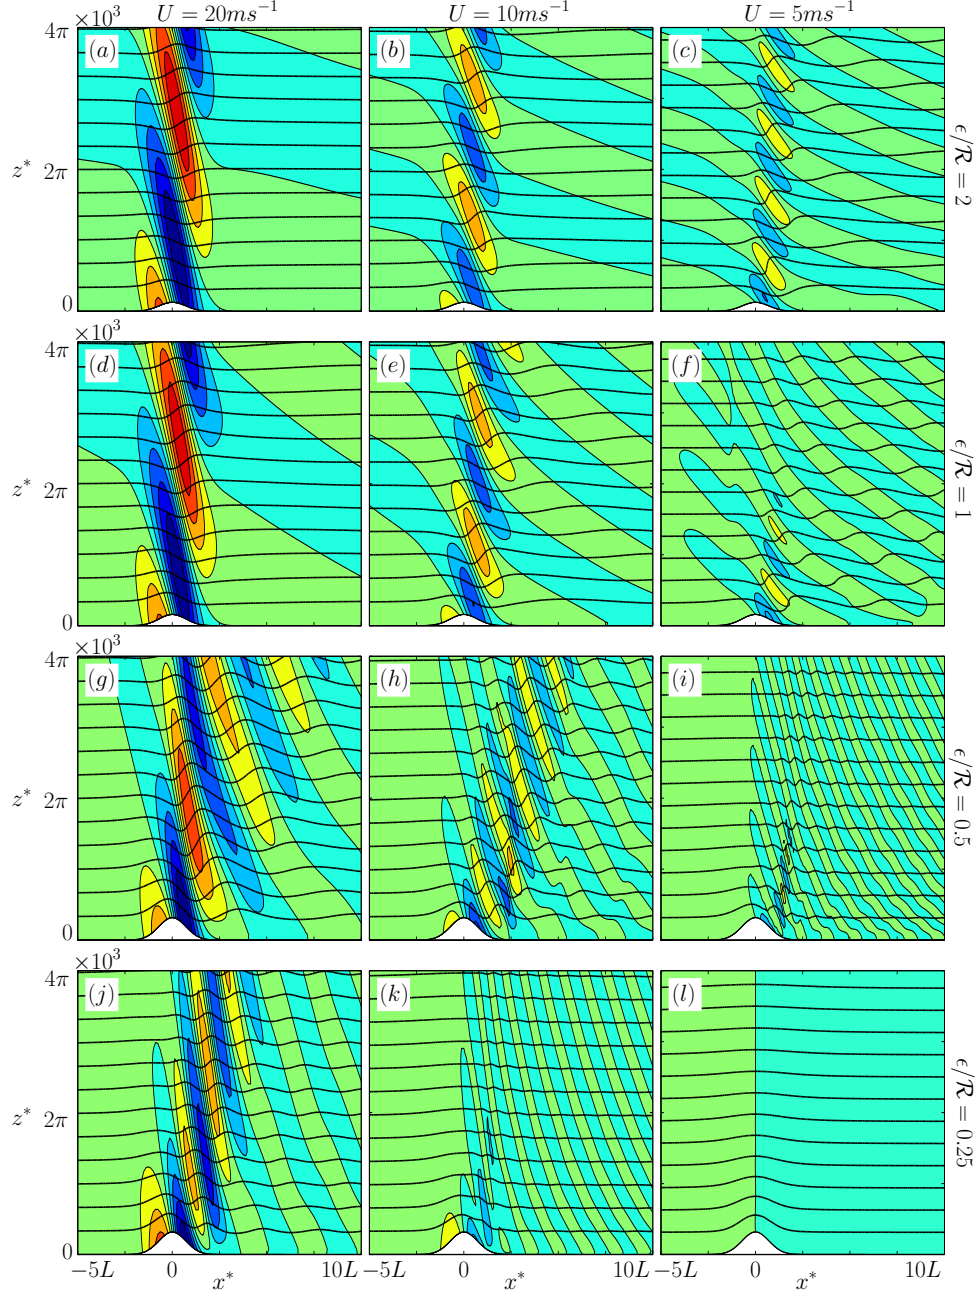 U = 20ms⁻¹ U = 10ms⁻¹ U = 5ms⁻¹
×10³
4π (a) (b) (c)
z* 2π ϵ/ℛ = 2
0
×10³
4π (d) (e) (f)
z* 2π ϵ/ℛ = 1
0
×10³
4π (g) (h) (i)
z* 2π ϵ/ℛ = 0.5
0
×10³
4π (j) (k) (l)
z* 2π ϵ/ℛ = 0.25
0
−5L 0 10L −5L 0 10L −5L 0 10L
x* x* x*